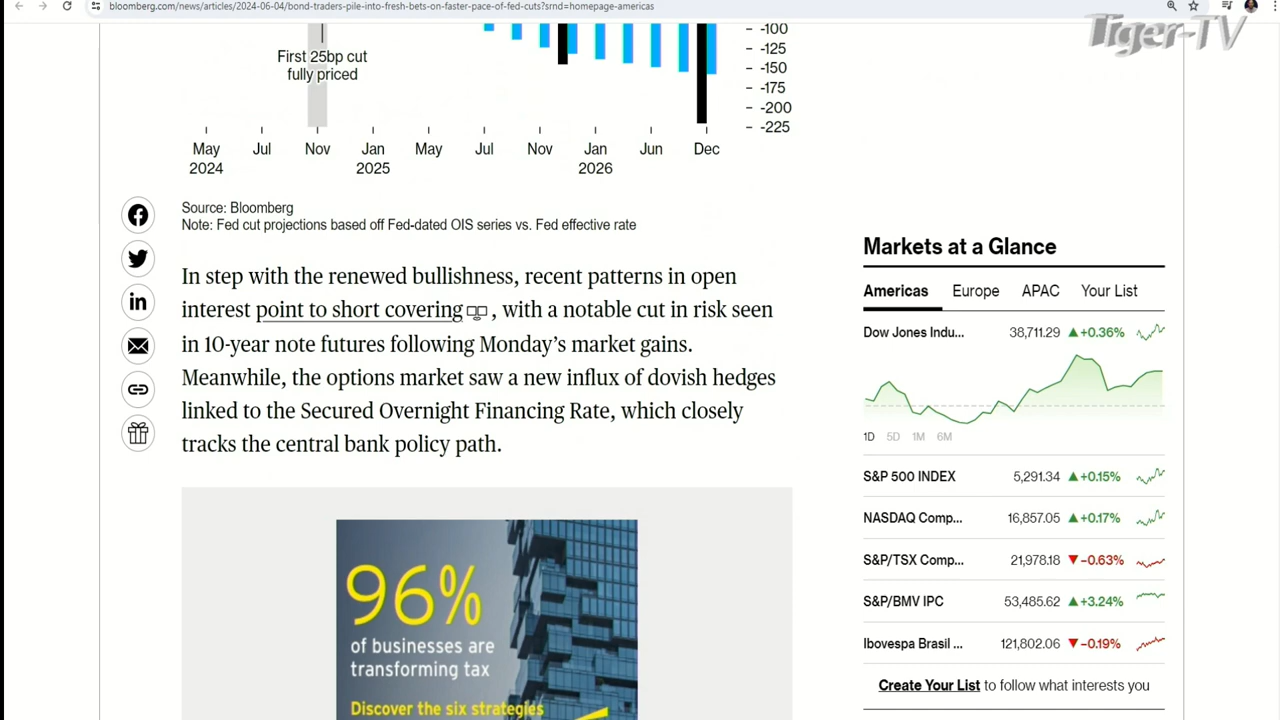 bloomberg.com/news/articles/2024-06-04/bond-traders-pile-into-fresh-bets-on-faster-pace-of-fed-cuts?srnd=homepage-americas
Tiger-TV
First 25bp cut
fully priced
-100
-125
-150
-175
-200
-225
May Jul Nov Jan May Jul Nov Jan Jun Dec
2024 2025 2026
Source: Bloomberg
Note: Fed cut projections based off Fed-dated OIS series vs. Fed effective rate
In step with the renewed bullishness, recent patterns in open
interest point to short covering , with a notable cut in risk seen
in 10-year note futures following Monday’s market gains.
Meanwhile, the options market saw a new influx of dovish hedges
linked to the Secured Overnight Financing Rate, which closely
tracks the central bank policy path.
96%
of businesses are
transforming tax
Discover the six strategies
Markets at a Glance
Americas Europe APAC Your List
Dow Jones Indu... 38,711.29 ▲+0.36%
1D 5D 1M 6M
S&P 500 INDEX 5,291.34 ▲+0.15%
NASDAQ Comp... 16,857.05 ▲+0.17%
S&P/TSX Comp... 21,978.18 ▼-0.63%
S&P/BMV IPC 53,485.62 ▲+3.24%
Ibovespa Brasil ... 121,802.06 ▼-0.19%
Create Your List to follow what interests you